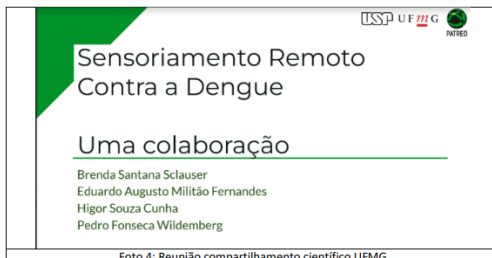 USP UFMG
PATRED
Sensoriamento Remoto
Contra a Dengue
Uma colaboração
Brenda Santana Sclauser
Eduardo Augusto Militão Fernandes
Higor Souza Cunha
Pedro Fonseca Wildemberg
Foto 4: Reunião compartilhamento científico UFMG